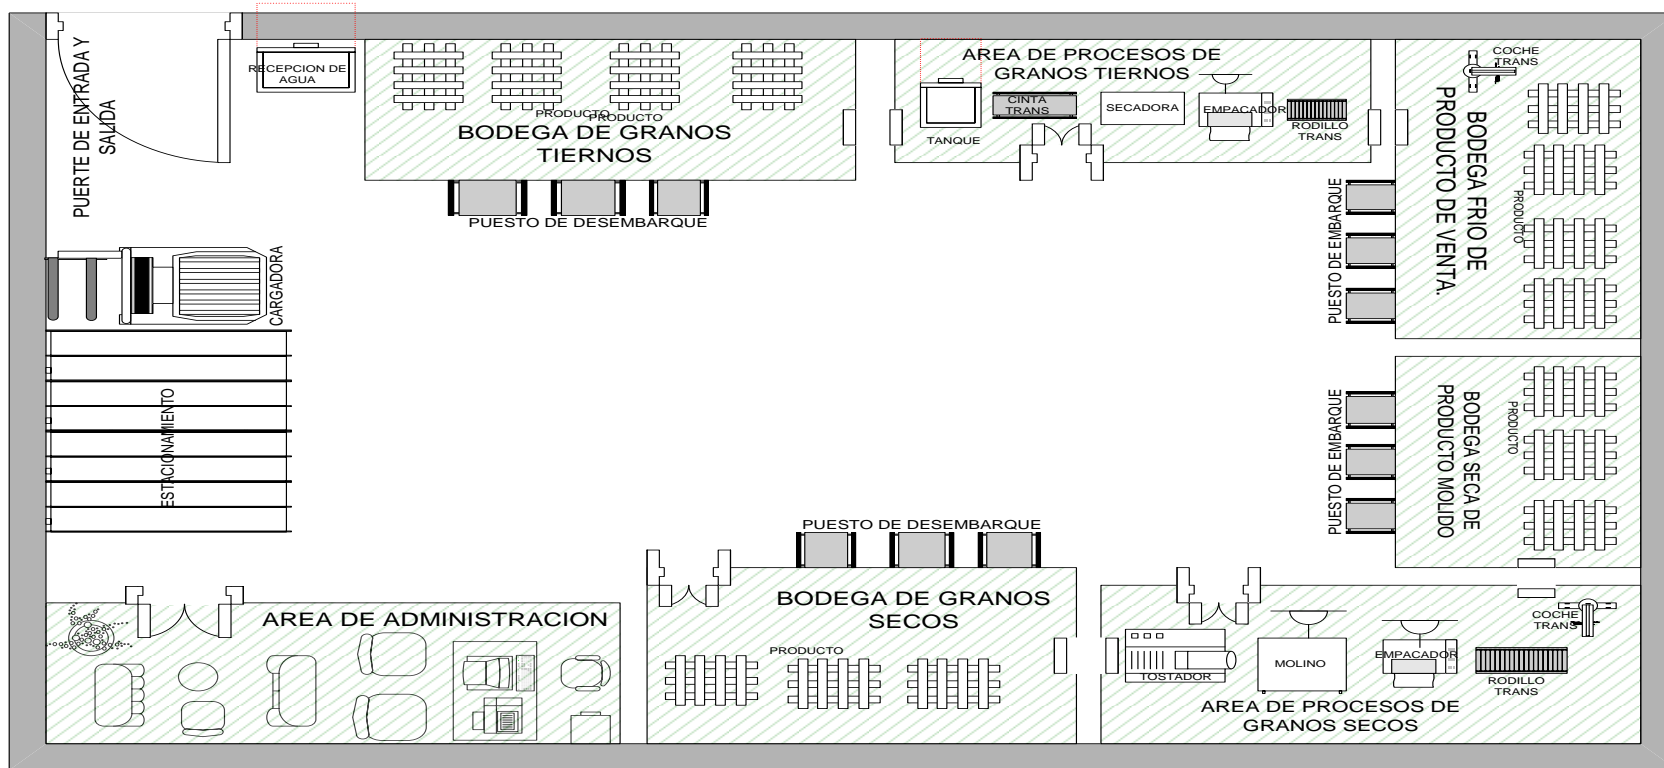 PUERTE DE ENTRADA Y
SALIDA
RECEPCION DE
AGUA
PRODUCTO
PRODUCTO
BODEGA DE GRANOS
TIERNOS
PUESTO DE DESEMBARQUE
AREA DE PROCESOS DE
GRANOS TIERNOS
TANQUE
CINTA
TRANS
SECADORA
EMPACADOR
RODILLO
TRANS
COCHE
TRANS
BODEGA FRIO DE
PRODUCTO DE VENTA.
PRODUCTO
PUESTO DE EMBARQUE
CARGADORA
ESTACIONAMIENTO
BODEGA SECA DE
PRODUCTO MOLIDO
PRODUCTO
PUESTO DE EMBARQUE
AREA DE ADMINISTRACION
PUESTO DE DESEMBARQUE
BODEGA DE GRANOS
SECOS
PRODUCTO
TOSTADOR
MOLINO
EMPACADOR
RODILLO
TRANS
COCHE
TRANS
AREA DE PROCESOS DE
GRANOS SECOS